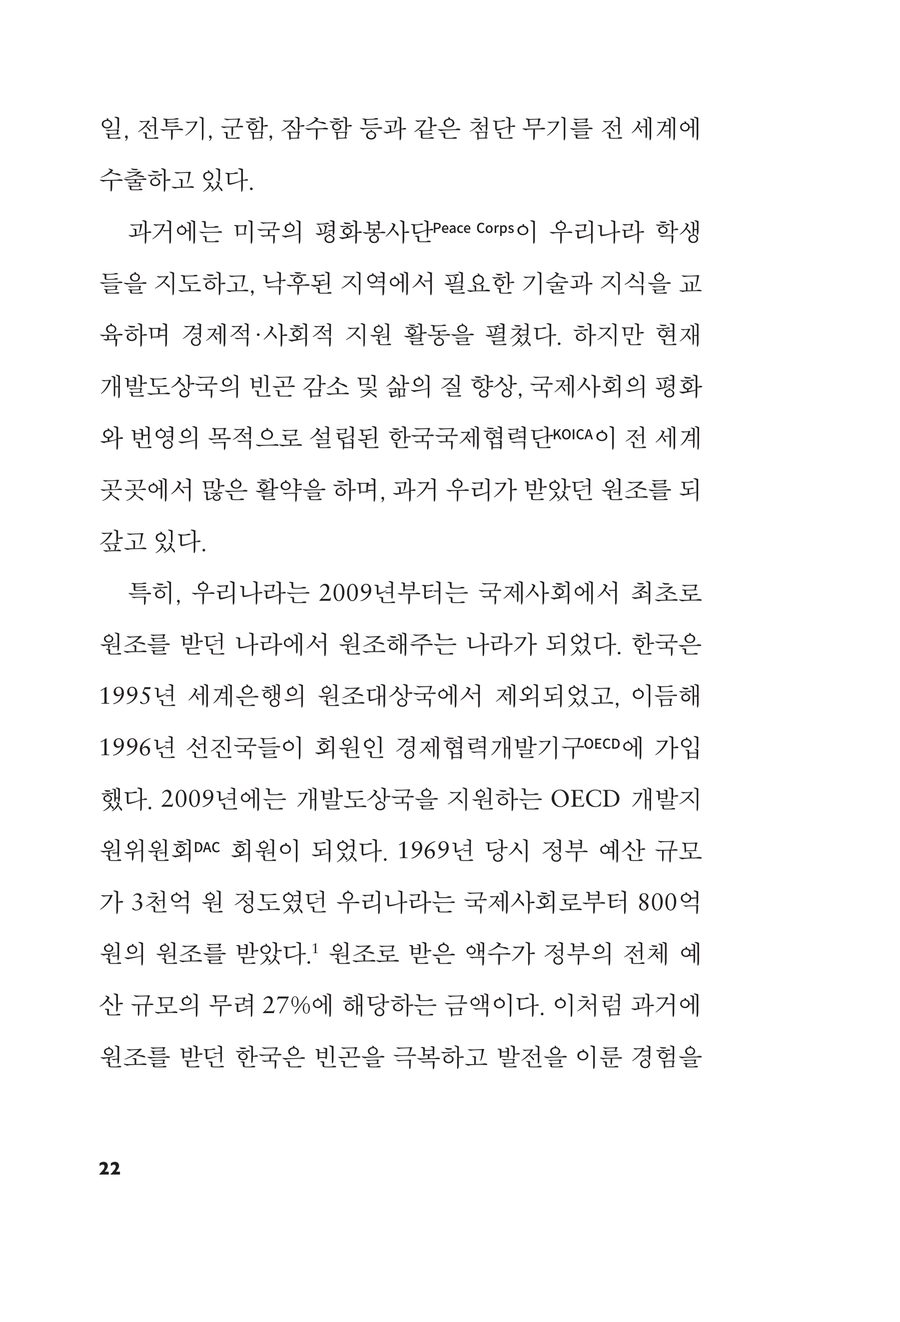 일, 전투기, 군함, 잠수함 등과 같은 첨단 무기를 전 세계에
수출하고 있다.
과거에는 미국의 평화봉사단Peace Corps이 우리나라 학생
들을 지도하고, 낙후된 지역에서 필요한 기술과 지식을 교
육하며 경제적·사회적 지원 활동을 펼쳤다. 하지만 현재
개발도상국의 빈곤 감소 및 삶의 질 향상, 국제사회의 평화
와 번영의 목적으로 설립된 한국국제협력단KOICA이 전 세계
곳곳에서 많은 활약을 하며, 과거 우리가 받았던 원조를 되
갚고 있다.
특히, 우리나라는 2009년부터는 국제사회에서 최초로
원조를 받던 나라에서 원조해주는 나라가 되었다. 한국은
1995년 세계은행의 원조대상국에서 제외되었고, 이듬해
1996년 선진국들이 회원인 경제협력개발기구OECD에 가입
했다. 2009년에는 개발도상국을 지원하는 OECD 개발지
원위원회DAC 회원이 되었다. 1969년 당시 정부 예산 규모
가 3천억 원 정도였던 우리나라는 국제사회로부터 800억
원의 원조를 받았다.1 원조로 받은 액수가 정부의 전체 예
산 규모의 무려 27%에 해당하는 금액이다. 이처럼 과거에
원조를 받던 한국은 빈곤을 극복하고 발전을 이룬 경험을
22